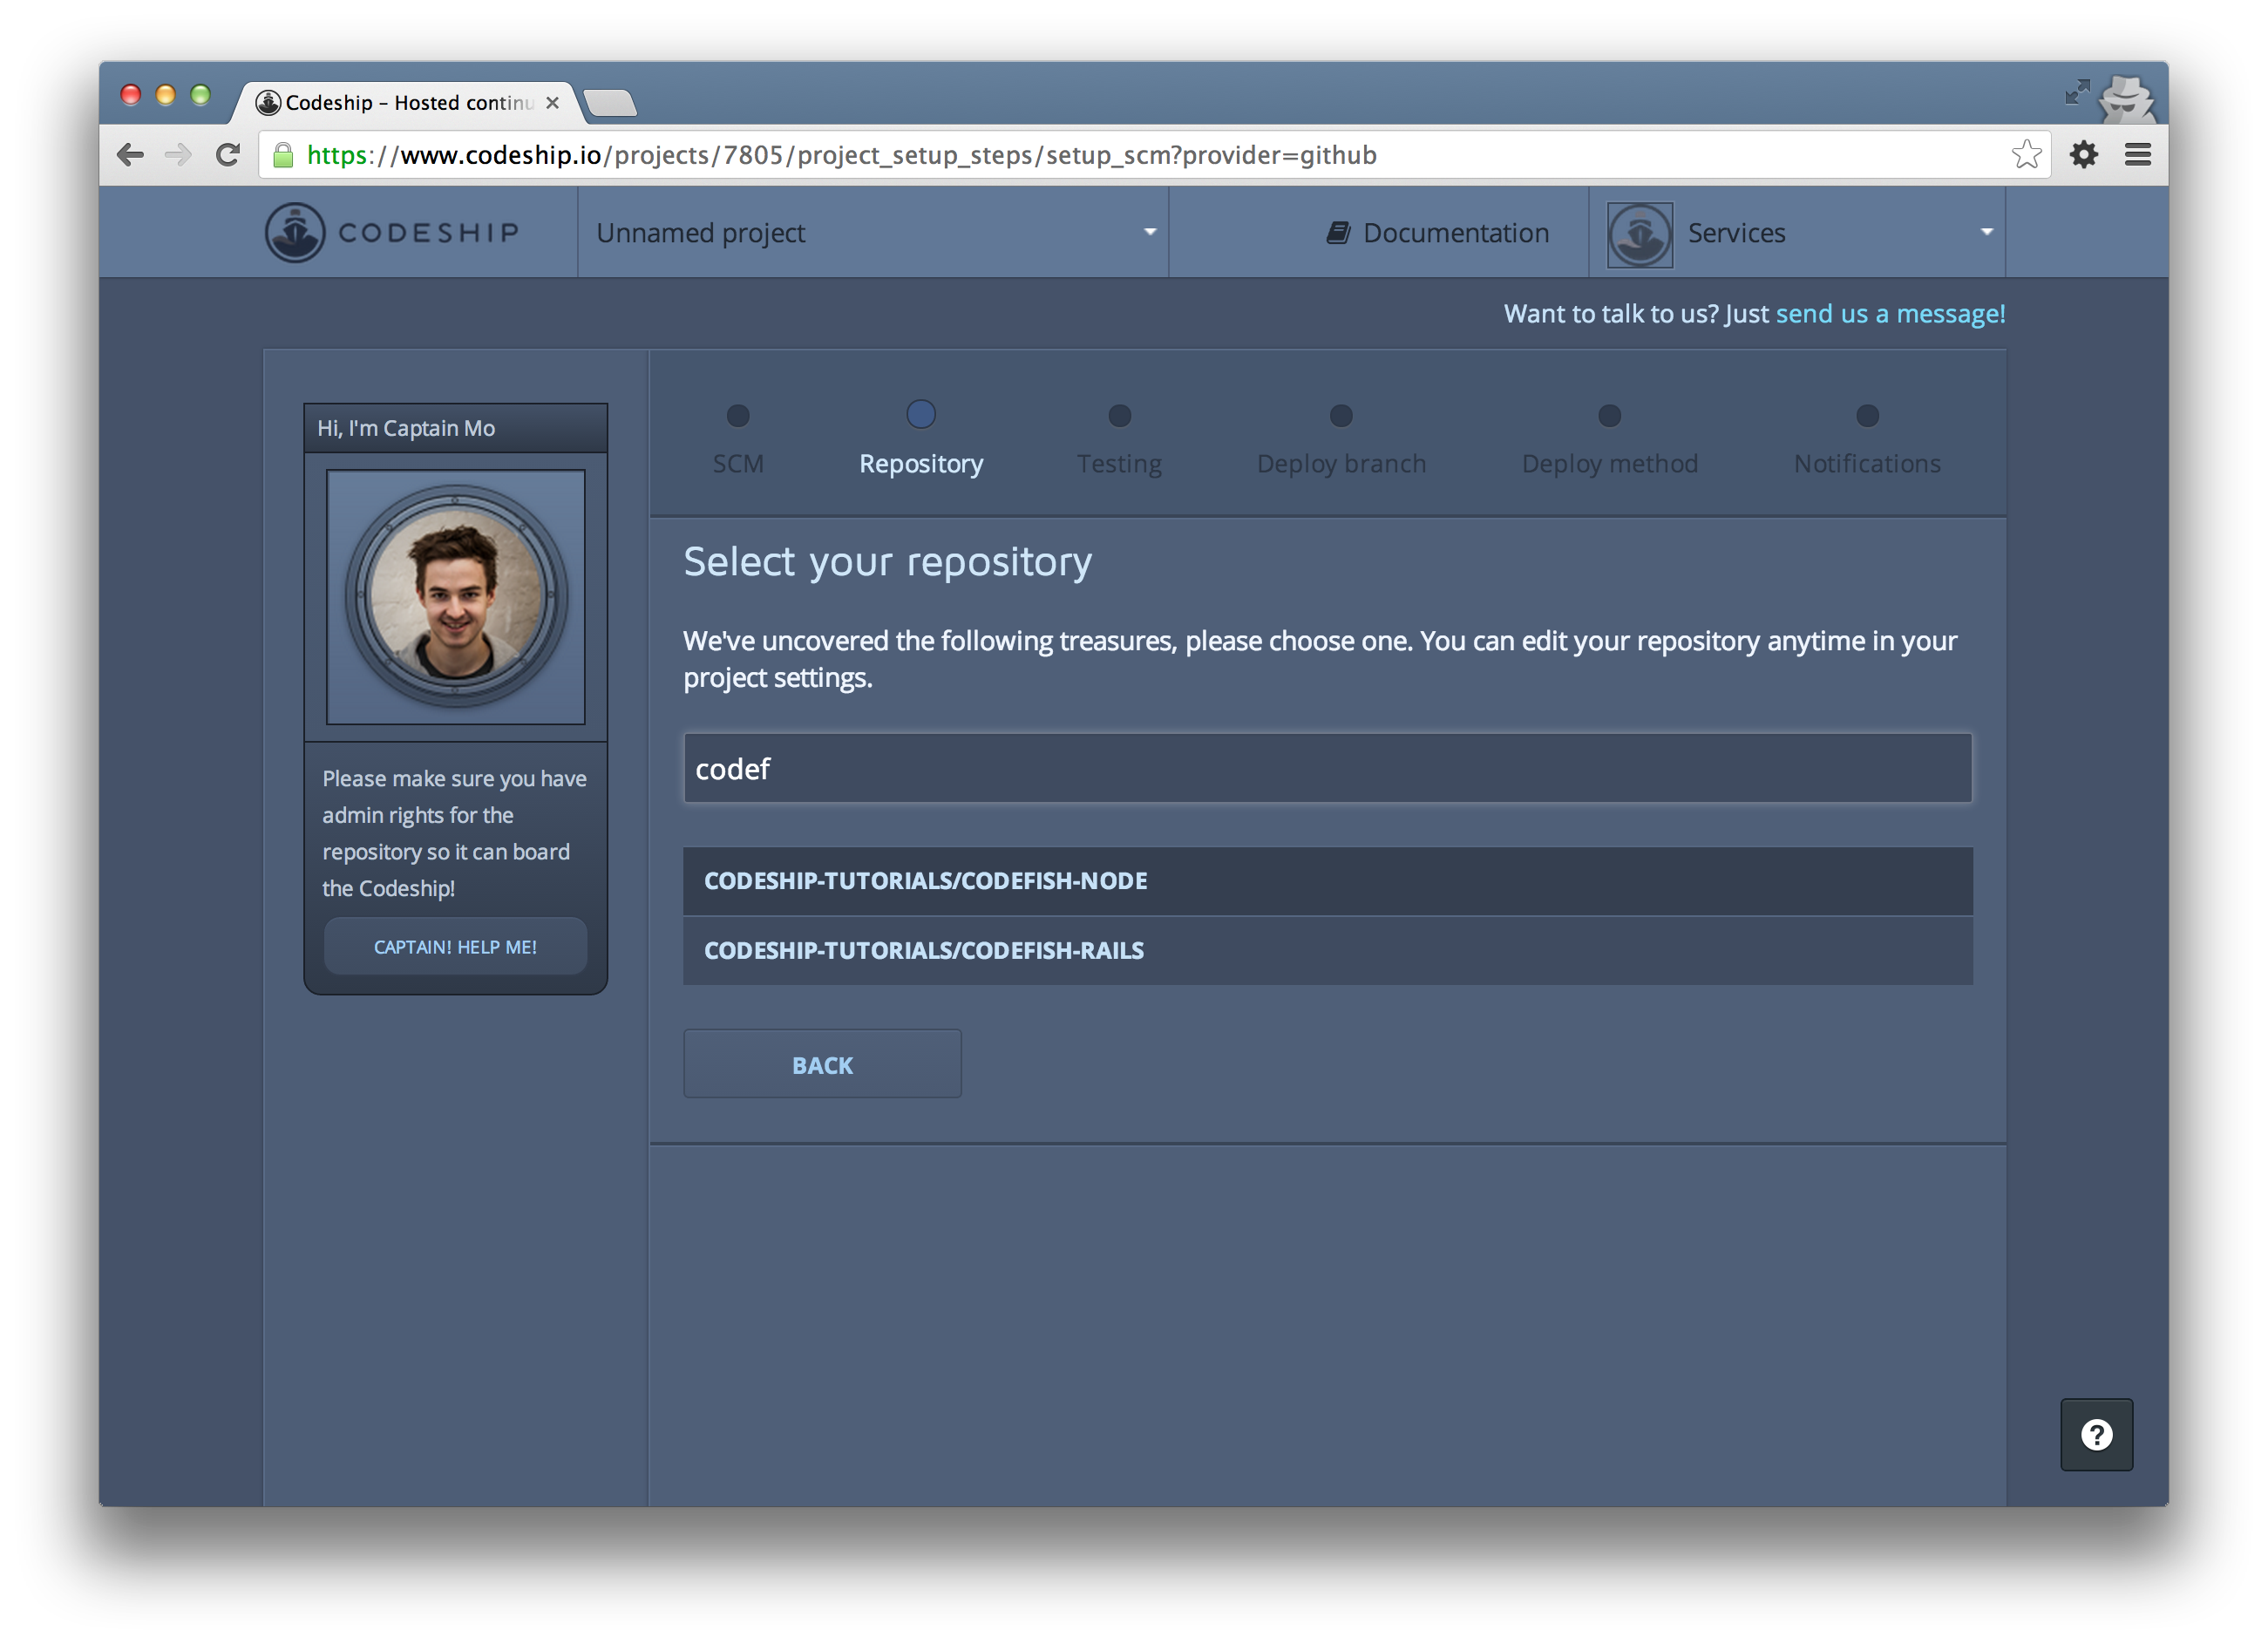 Codeship – Hosted continu
https://www.codeship.io/projects/7805/project_setup_steps/setup_scm?provider=github
CODESHIP
Unnamed project
Documentation
Services
Want to talk to us? Just send us a message!
Hi, I'm Captain Mo
Please make sure you have
admin rights for the
repository so it can board
the Codeship!
CAPTAIN! HELP ME!
SCM
Repository
Testing
Deploy branch
Deploy method
Notifications
Select your repository
We've uncovered the following treasures, please choose one. You can edit your repository anytime in your
project settings.
codef
CODESHIP-TUTORIALS/CODEFISH-NODE
CODESHIP-TUTORIALS/CODEFISH-RAILS
BACK
?